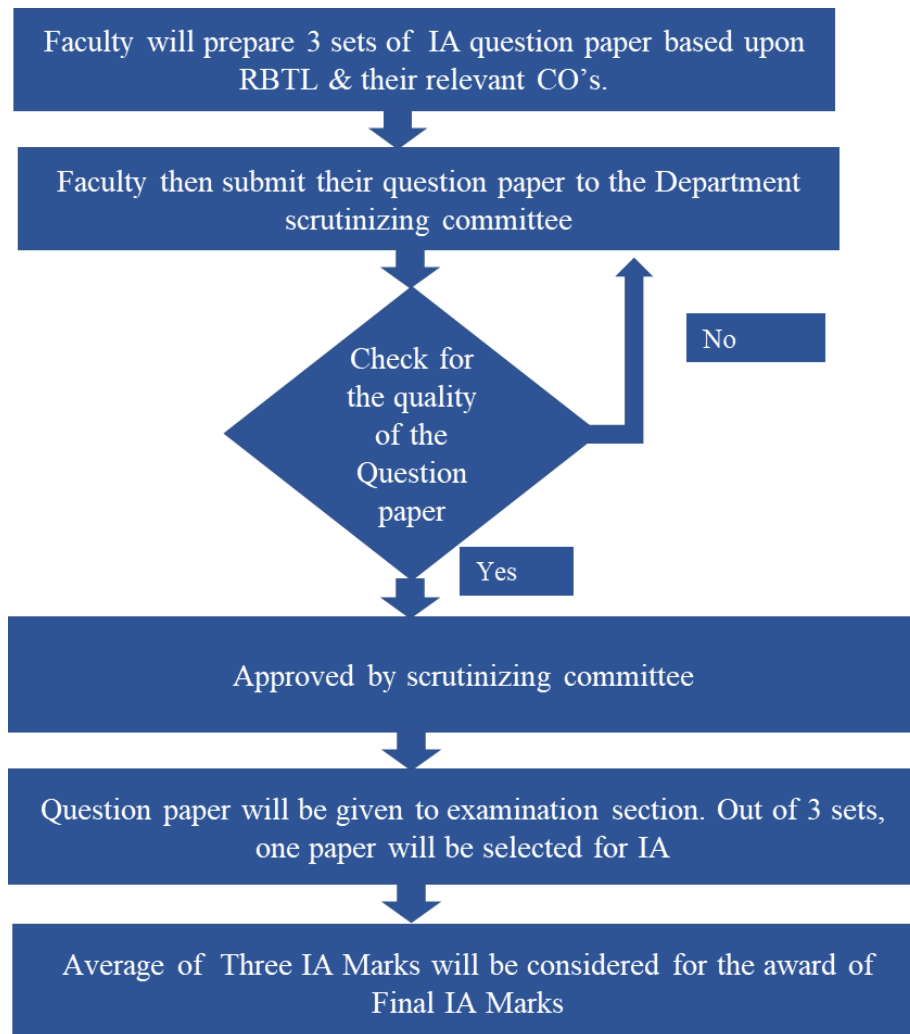 Faculty will prepare 3 sets of IA question paper based upon
RBTL & their relevant CO’s.
Faculty then submit their question paper to the Department
scrutinizing committee
Check for
the quality
of the
Question
paper
No
Yes
Approved by scrutinizing committee
Question paper will be given to examination section. Out of 3 sets,
one paper will be selected for IA
Average of Three IA Marks will be considered for the award of
Final IA Marks